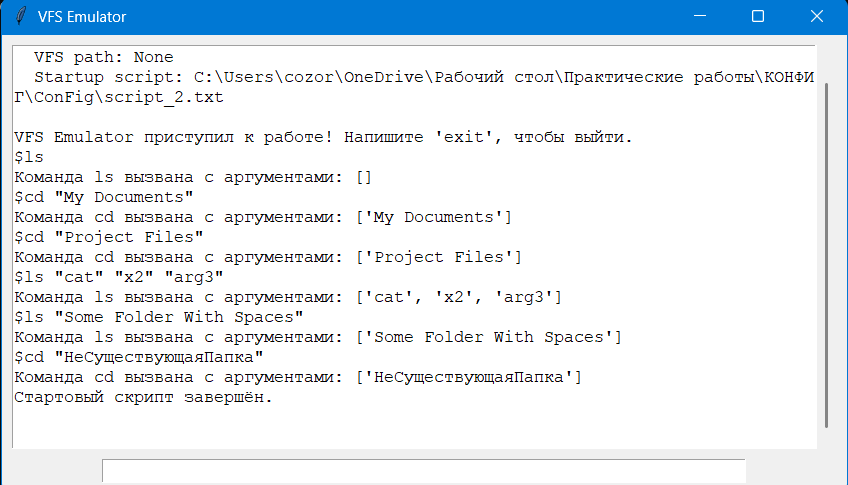 VFS Emulator
VFS path: None
Startup script: C:\Users\cozor\OneDrive\Рабочий стол\Практические работы\КОНФИ
Г\ConFig\script_2.txt
VFS Emulator приступил к работе! Напишите 'exit', чтобы выйти.
$ls
Команда ls вызвана с аргументами: []
$cd "My Documents"
Команда cd вызвана с аргументами: ['My Documents']
$cd "Project Files"
Команда cd вызвана с аргументами: ['Project Files']
$ls "cat" "x2" "arg3"
Команда ls вызвана с аргументами: ['cat', 'x2', 'arg3']
$ls "Some Folder With Spaces"
Команда ls вызвана с аргументами: ['Some Folder With Spaces']
$cd "НеСуществующаяПапка"
Команда cd вызвана с аргументами: ['НеСуществующаяПапка']
Стартовый скрипт завершён.